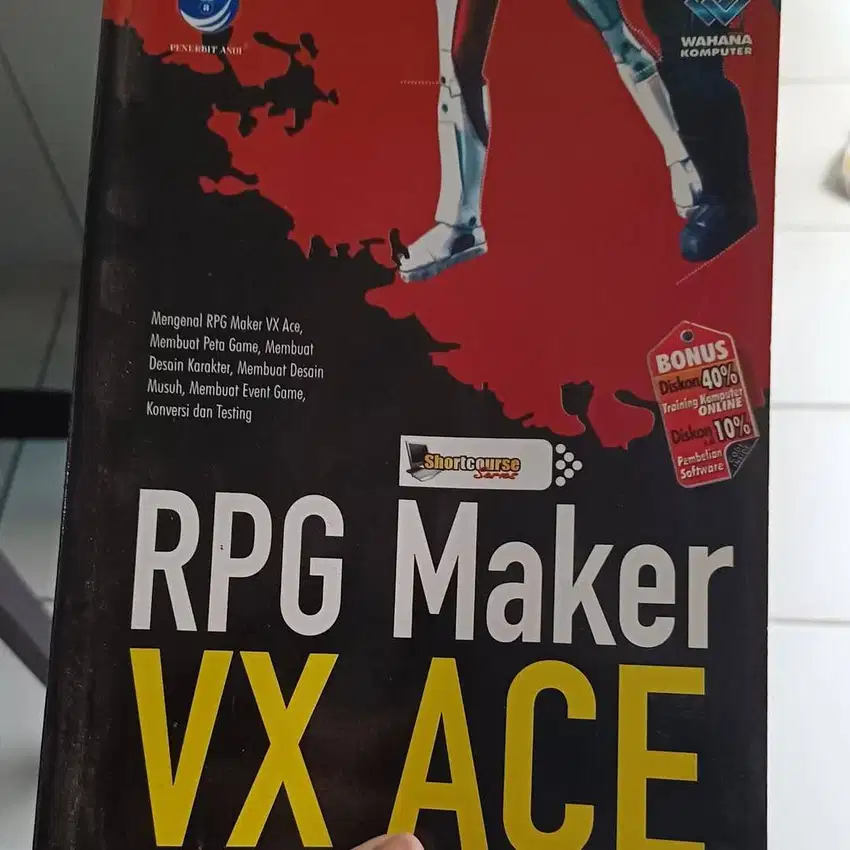 PENERBIT ANDI
WAHANA
KOMPUTER
Mengenal RPG Maker VX Ace,
Membuat Peta Game, Membuat
Desain Karakter, Membuat Desain
Musuh, Membuat Event Game,
Konversi dan Testing
BONUS
Diskon 40%
Training Komputer
ONLINE
Diskon 10%
Pembelian
Software
Shortcourse
Series
RPG Maker
VX ACE